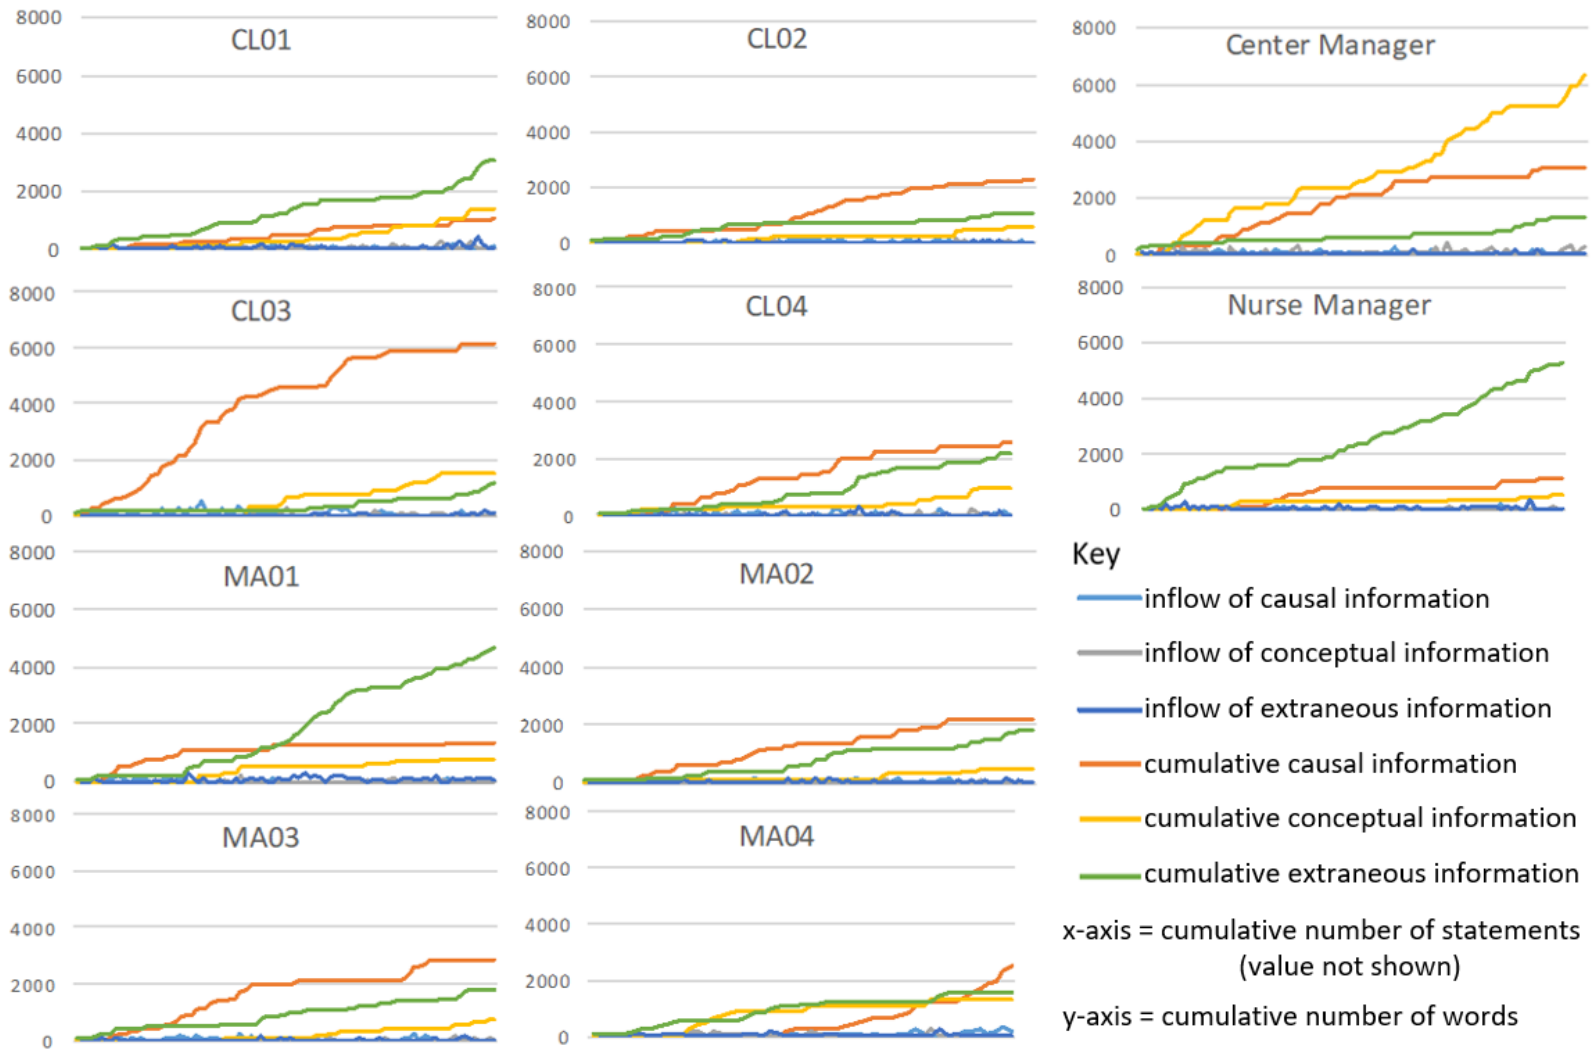 8000
6000
4000
2000
0
CL01
8000
6000
4000
2000
0
CL02
8000
6000
4000
2000
0
Center Manager
8000
6000
4000
2000
0
CL03
8000
6000
4000
2000
0
CL04
8000
6000
4000
2000
0
Nurse Manager
8000
6000
4000
2000
0
MA01
8000
6000
4000
2000
0
MA02
8000
6000
4000
2000
0
MA03
8000
6000
4000
2000
0
MA04
Key
inflow of causal information
inflow of conceptual information
inflow of extraneous information
cumulative causal information
cumulative conceptual information
cumulative extraneous information
x-axis = cumulative number of statements
(value not shown)
y-axis = cumulative number of words